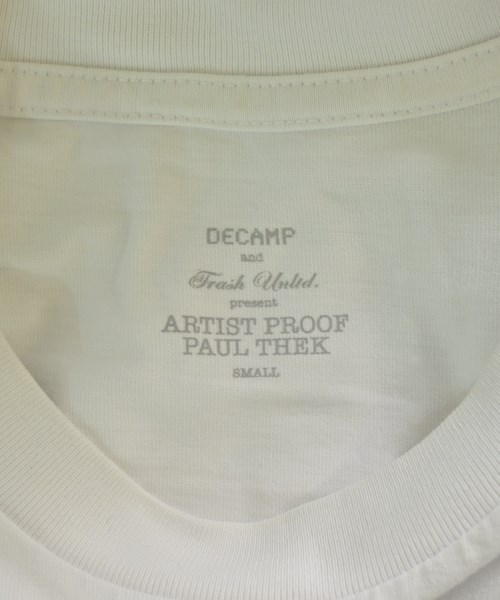 DECAMP
and
Trash Unltd.
present
ARTIST PROOF
PAUL THEK
SMALL